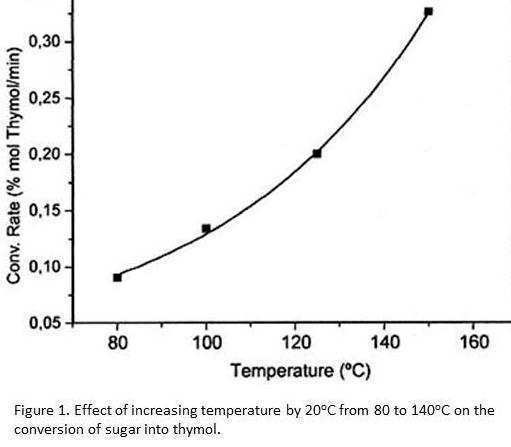 0,30
0,25
0,20
0,15
0,10
0,05
Conv. Rate (% mol Thymol/min)
80 100 120 140 160
Temperature (ºC)
Figure 1. Effect of increasing temperature by 20ºC from 80 to 140ºC on the
conversion of sugar into thymol.